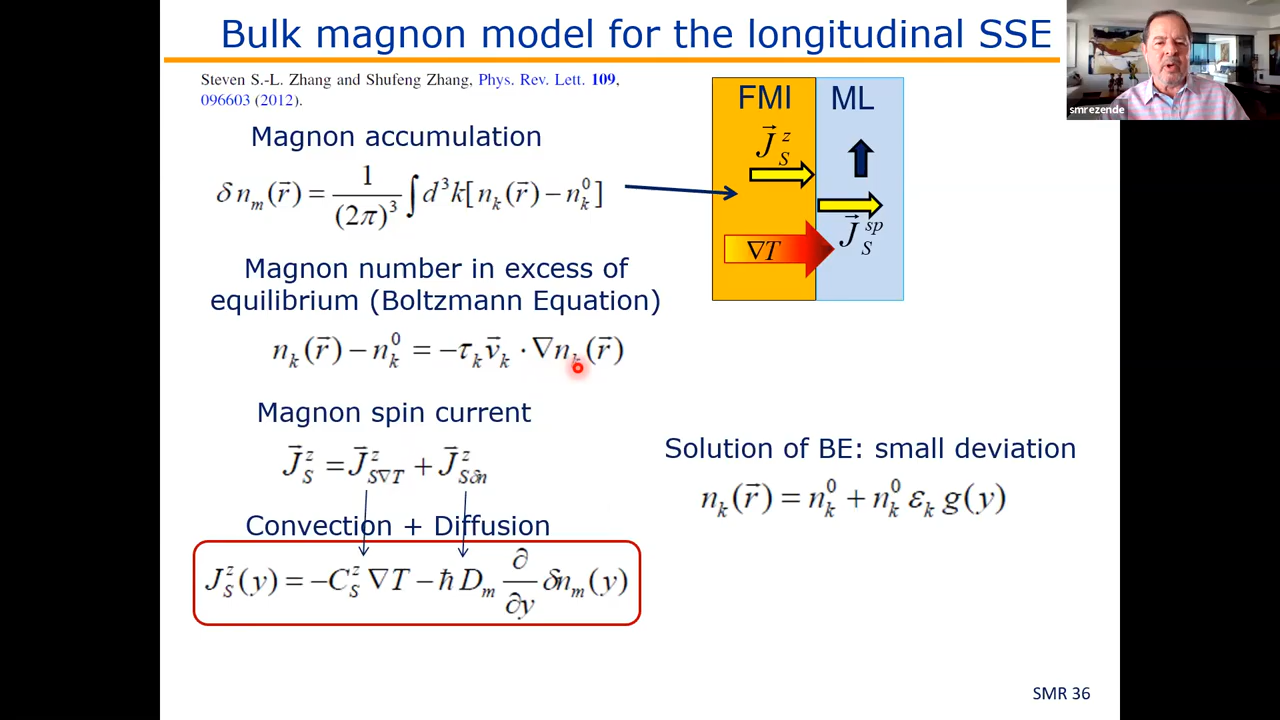 Bulk magnon model for the longitudinal SSE
Steven S.-L. Zhang and Shufeng Zhang, Phys. Rev. Lett. 109,
096603 (2012).
smrezende
Magnon accumulation
δn_m(r⃗) = 1/(2π)^3 ∫ d^3k[n_k(r⃗) − n_k^0]
FMI
ML
J⃗_S^z
J⃗_S^sp
∇T
Magnon number in excess of
equilibrium (Boltzmann Equation)
n_k(r⃗) − n_k^0 = −τ_k v⃗_k · ∇n_k(r⃗)
Magnon spin current
J⃗_S^z = J⃗_S∇T^z + J⃗_Sδn^z
Convection + Diffusion
J_S^z(y) = −C_S^z ∇T − ħ D_m ∂/∂y δn_m(y)
Solution of BE: small deviation
n_k(r⃗) = n_k^0 + n_k^0 ε_k g(y)
SMR 36